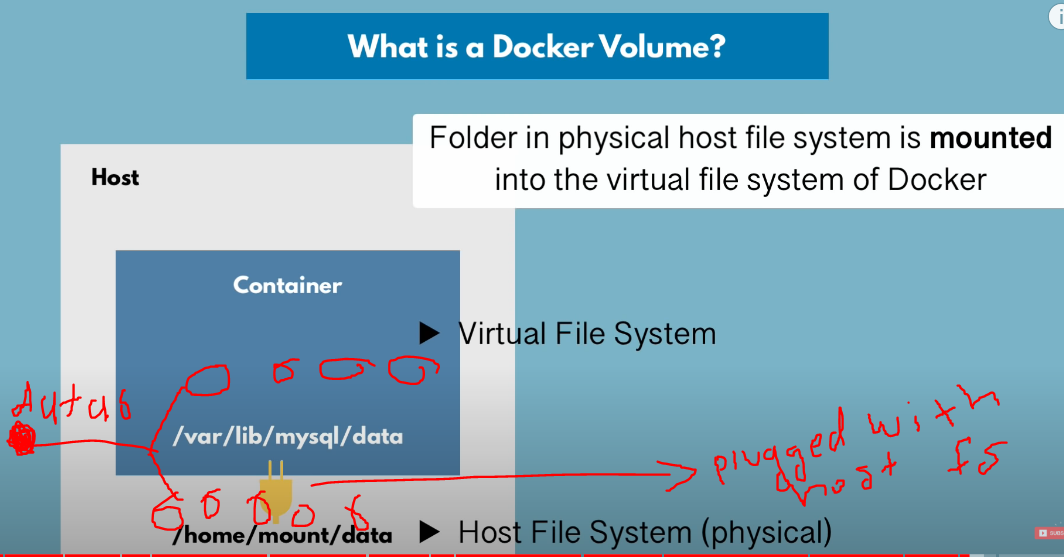 What is a Docker Volume?
Folder in physical host file system is mounted
into the virtual file system of Docker
Host
Container
▶ Virtual File System
/var/lib/mysql/data
plugged with
host fs
/home/mount/data
▶ Host File System (physical)